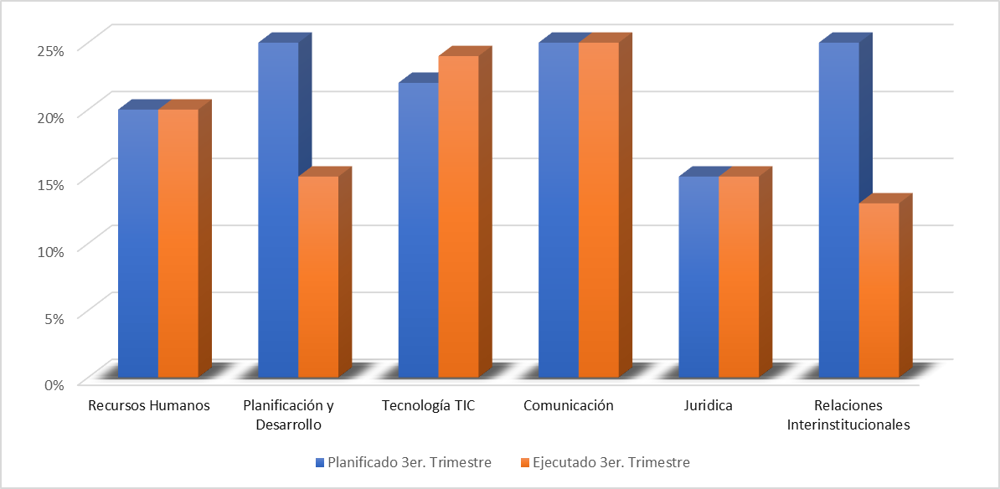 25%
20%
15%
10%
5%
0%
Recursos Humanos
Planificación y
Desarrollo
Tecnología TIC
Comunicación
Juridica
Relaciones
Interinstitucionales
Planificado 3er. Trimestre
Ejecutado 3er. Trimestre